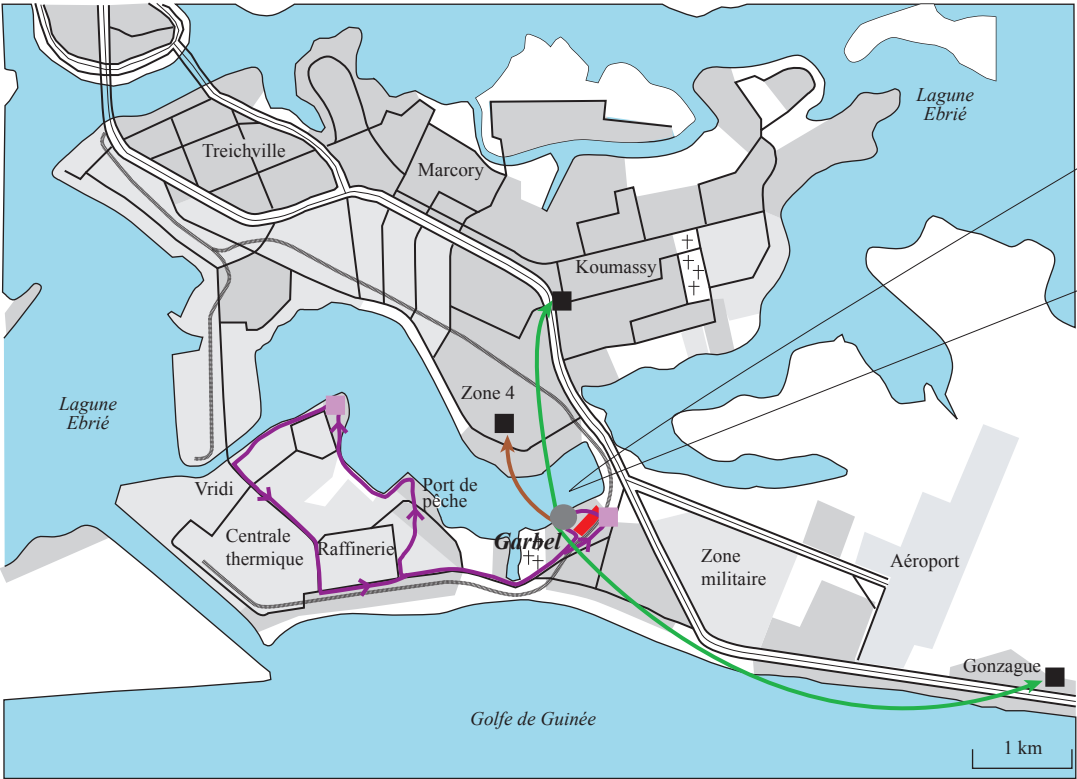 Lagune
Ebrié
Treichville
Marcory
Koumassy
Zone 4
Lagune
Ebrié
Vridi
Port de
pêche
Centrale
thermique
Raffinerie
Garbel
Zone
militaire
Aéroport
Gonzague
Golfe de Guinée
1 km